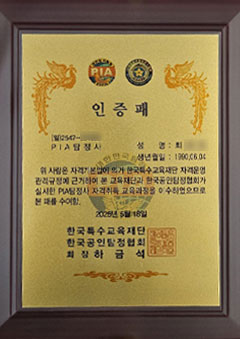 PIA
인증패
PIA탐정사
성 명 : 최
생년월일 : 1990.06.04
위 사람은 자격기본법에 의거 한국특수교육재단 자격운영
관리규정에 근거하여 본 교육재단과 한국공인탐정협회가
실시한 PIA탐정사 자격취득 교육과정을 이수하였으므로
본 패를 수여함.
2025년 5월 18일
한국특수교육재단
한국공인탐정협회
회장 하금석